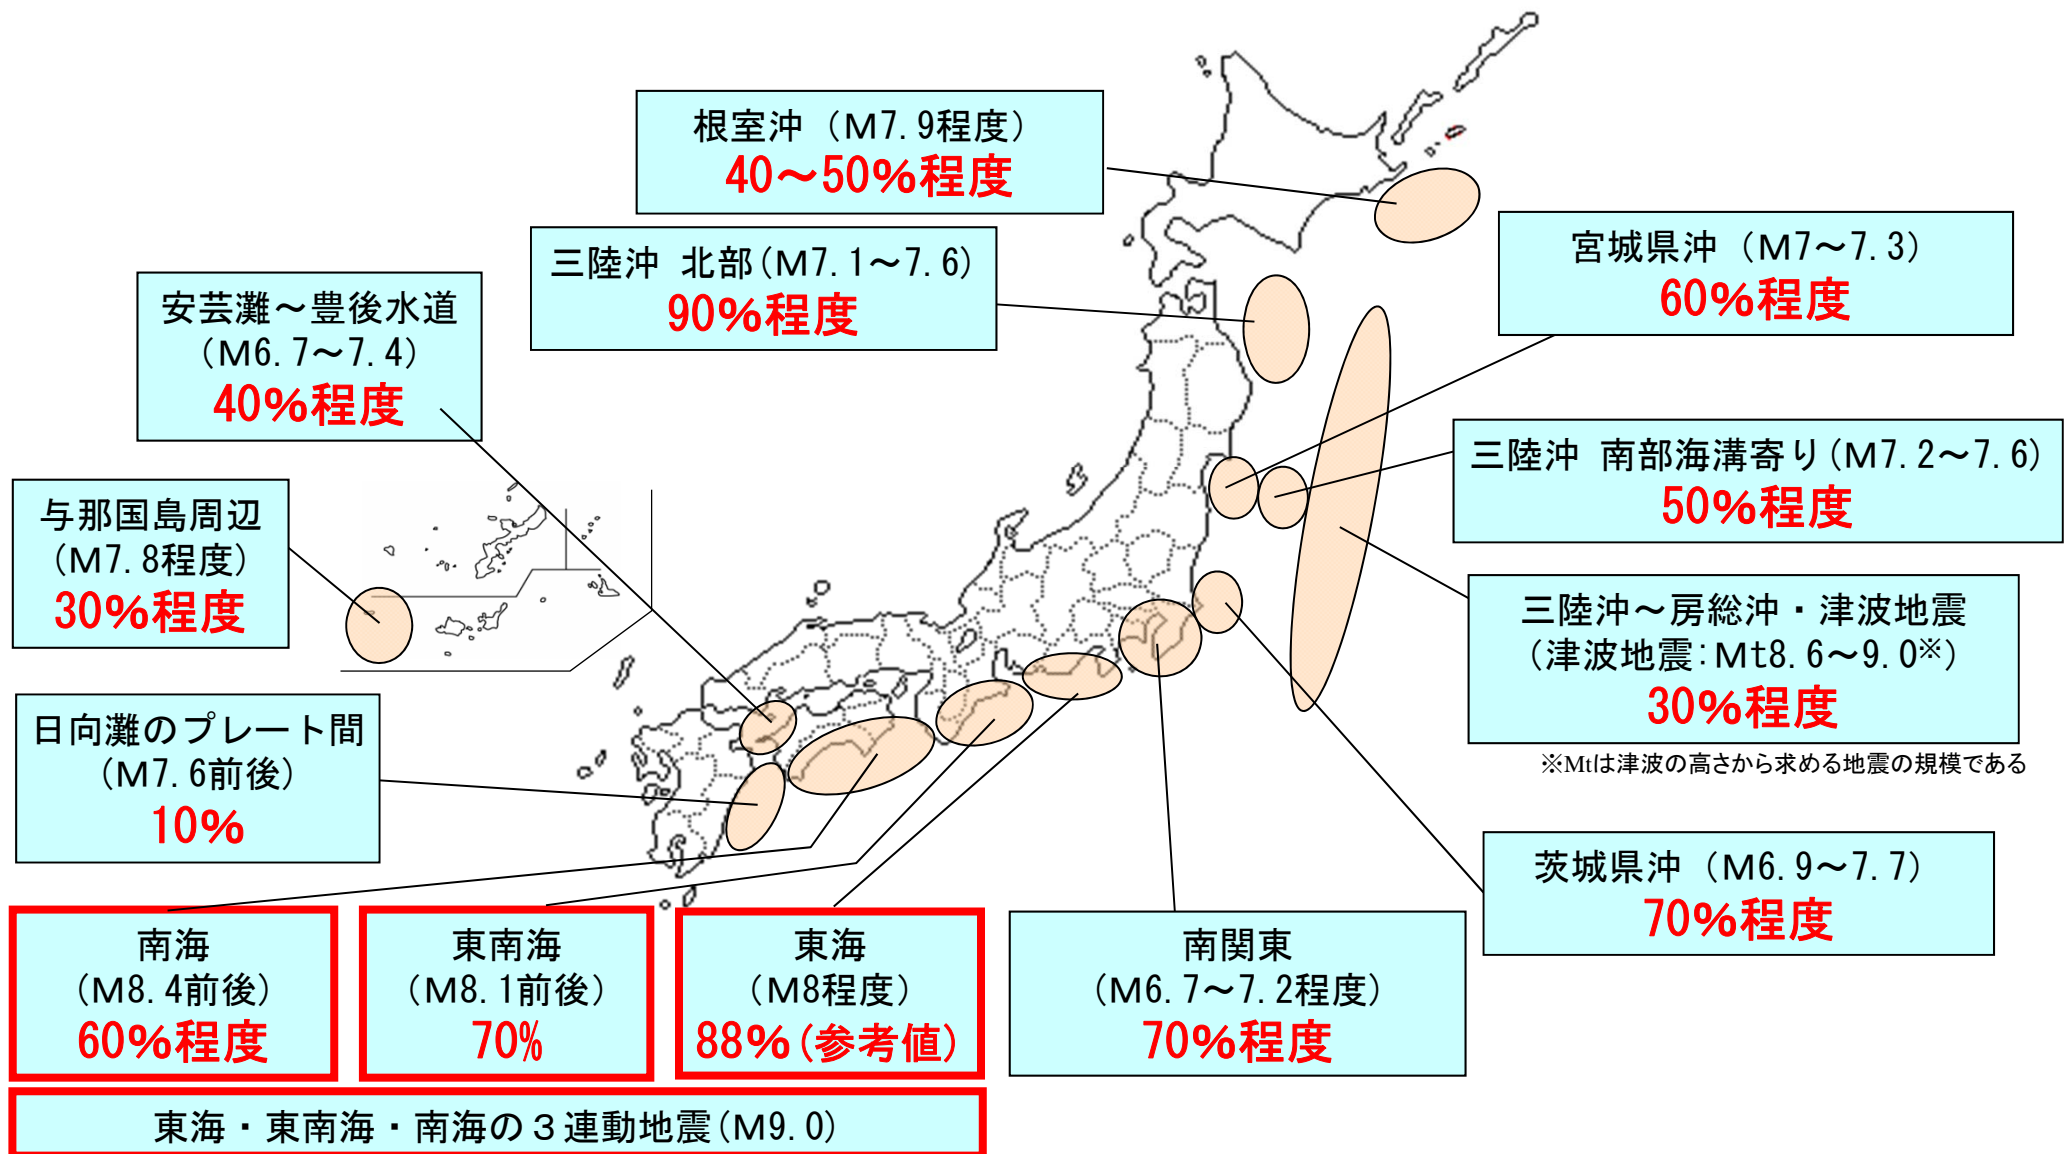 根室沖（M7.9程度）
40～50%程度
三陸沖 北部(M7.1～7.6)
90%程度
宮城県沖（M7～7.3）
60%程度
安芸灘～豊後水道
（M6.7～7.4）
40%程度
三陸沖 南部海溝寄り(M7.2～7.6)
50%程度
与那国島周辺
（M7.8程度）
30%程度
三陸沖～房総沖・津波地震
（津波地震:Mt8.6～9.0※）
30%程度
※Mtは津波の高さから求める地震の規模である
日向灘のプレート間
（M7.6前後）
10%
茨城県沖（M6.9～7.7）
70%程度
南海
（M8.4前後）
60%程度
東南海
（M8.1前後）
70%
東海
（M8程度）
88%(参考値)
南関東
（M6.7～7.2程度）
70%程度
東海・東南海・南海の３連動地震(M9.0)